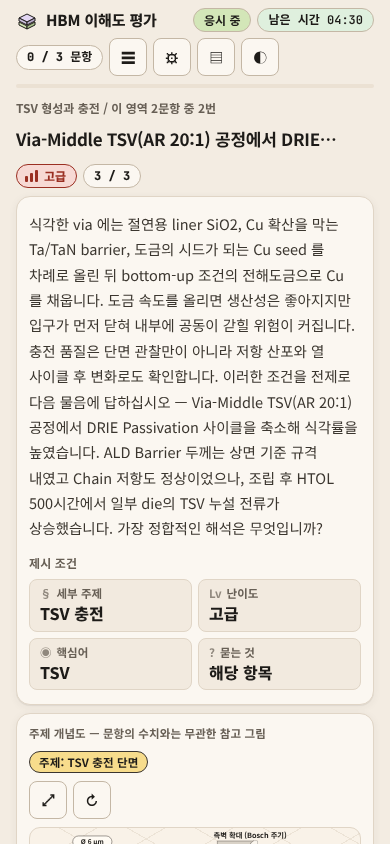 HBM 이해도 평가
응시 중
남은 시간 04:30
0 / 3 문항
TSV 형성과 충전 / 이 영역 2문항 중 2번
Via-Middle TSV(AR 20:1) 공정에서 DRIE…
고급
3 / 3
식각한 via 에는 절연용 liner SiO2, Cu 확산을 막는
Ta/TaN barrier, 도금의 시드가 되는 Cu seed 를
차례로 올린 뒤 bottom-up 조건의 전해도금으로 Cu
를 채웁니다. 도금 속도를 올리면 생산성은 좋아지지만
입구가 먼저 닫혀 내부에 공동이 갇힐 위험이 커집니다.
충전 품질은 단면 관찰만이 아니라 저항 산포와 열
사이클 후 변화로도 확인합니다. 이러한 조건을 전제로
다음 물음에 답하십시오 — Via-Middle TSV(AR 20:1)
공정에서 DRIE Passivation 사이클을 축소해 식각률을
높였습니다. ALD Barrier 두께는 상면 기준 규격
내였고 Chain 저항도 정상이었으나, 조립 후 HTOL
500시간에서 일부 die의 TSV 누설 전류가
상승했습니다. 가장 정합적인 해석은 무엇입니까?
제시 조건
§ 세부 주제
TSV 충전
Lv 난이도
고급
◉ 핵심어
TSV
? 묻는 것
해당 항목
주제 개념도 — 문항의 수치와는 무관한 참고 그림
주제: TSV 충전 단면
Ø 6 μm
측벽 확대 (Bosch 주기)